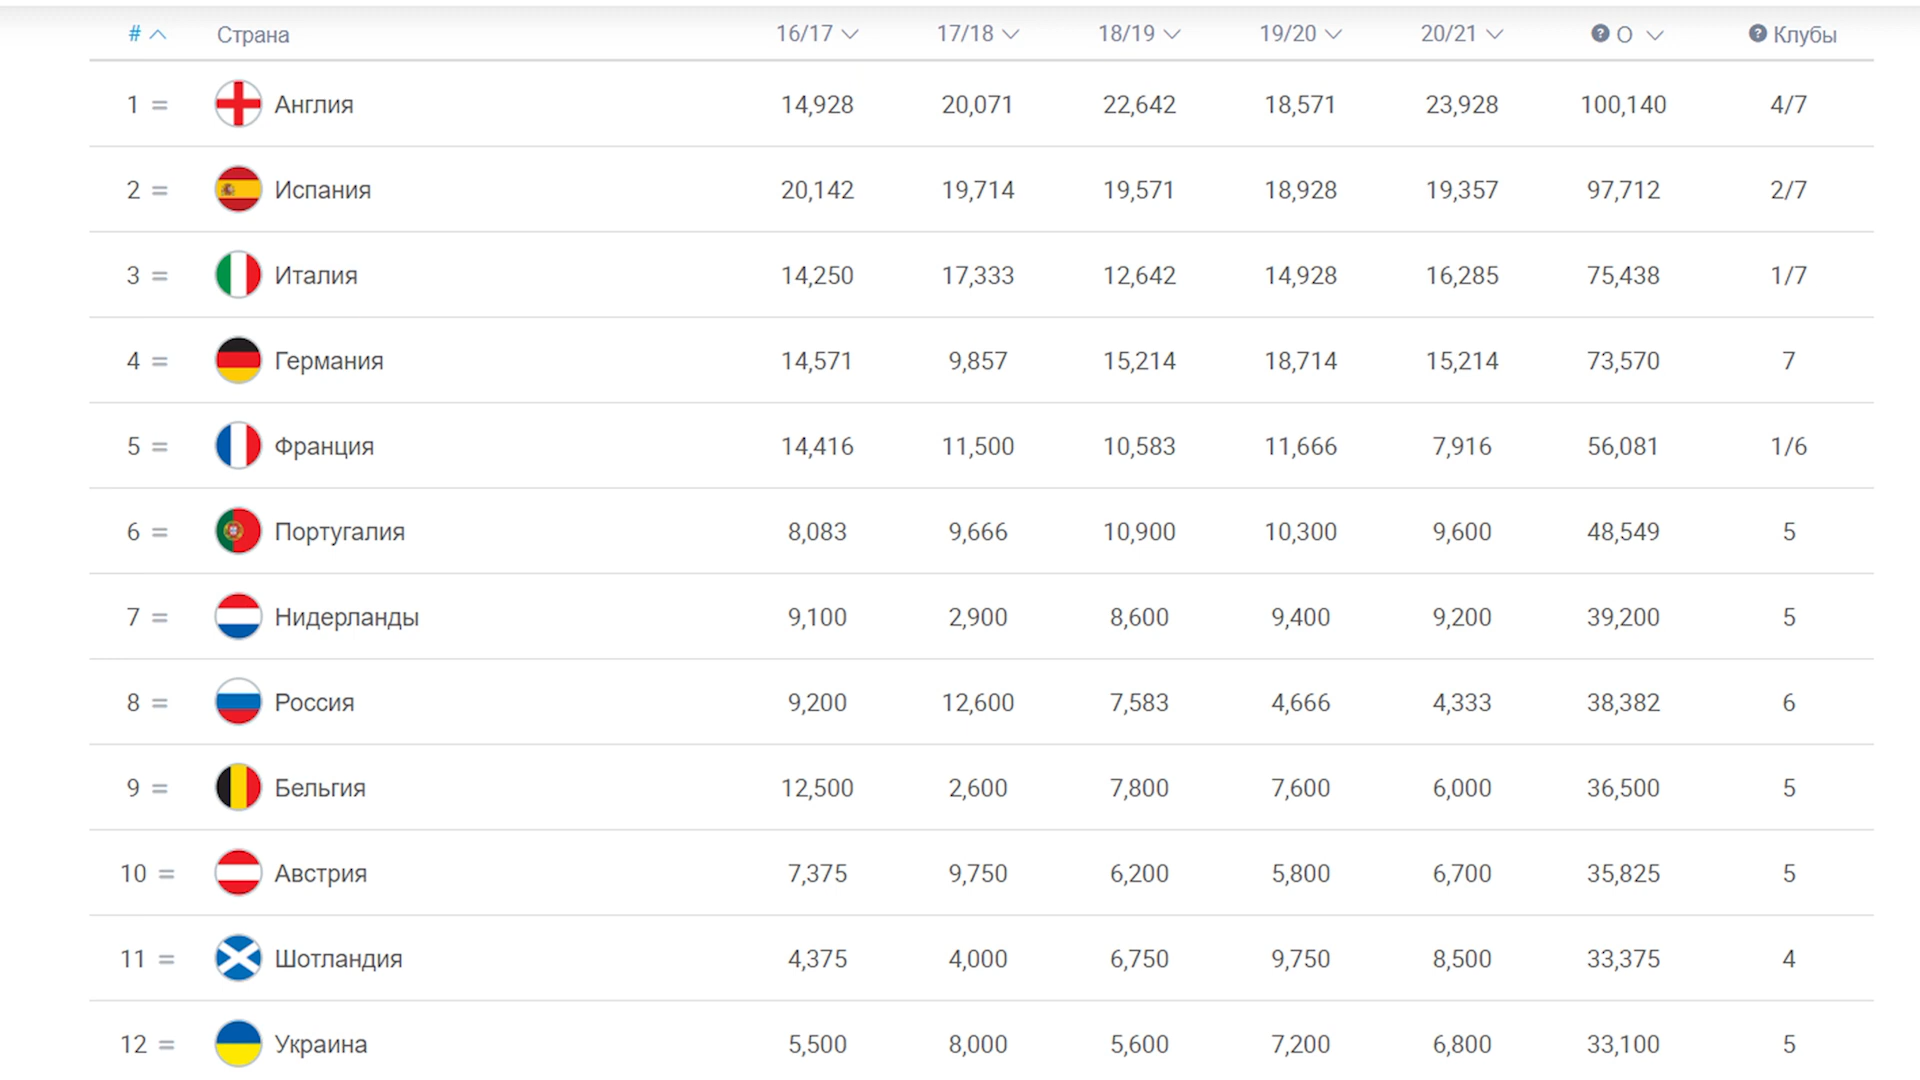 # Страна 16/17 17/18 18/19 19/20 20/21 ? О ? Клубы
1 = Англия 14,928 20,071 22,642 18,571 23,928 100,140 4/7
2 = Испания 20,142 19,714 19,571 18,928 19,357 97,712 2/7
3 = Италия 14,250 17,333 12,642 14,928 16,285 75,438 1/7
4 = Германия 14,571 9,857 15,214 18,714 15,214 73,570 7
5 = Франция 14,416 11,500 10,583 11,666 7,916 56,081 1/6
6 = Португалия 8,083 9,666 10,900 10,300 9,600 48,549 5
7 = Нидерланды 9,100 2,900 8,600 9,400 9,200 39,200 5
8 = Россия 9,200 12,600 7,583 4,666 4,333 38,382 6
9 = Бельгия 12,500 2,600 7,800 7,600 6,000 36,500 5
10 = Австрия 7,375 9,750 6,200 5,800 6,700 35,825 5
11 = Шотландия 4,375 4,000 6,750 9,750 8,500 33,375 4
12 = Украина 5,500 8,000 5,600 7,200 6,800 33,100 5